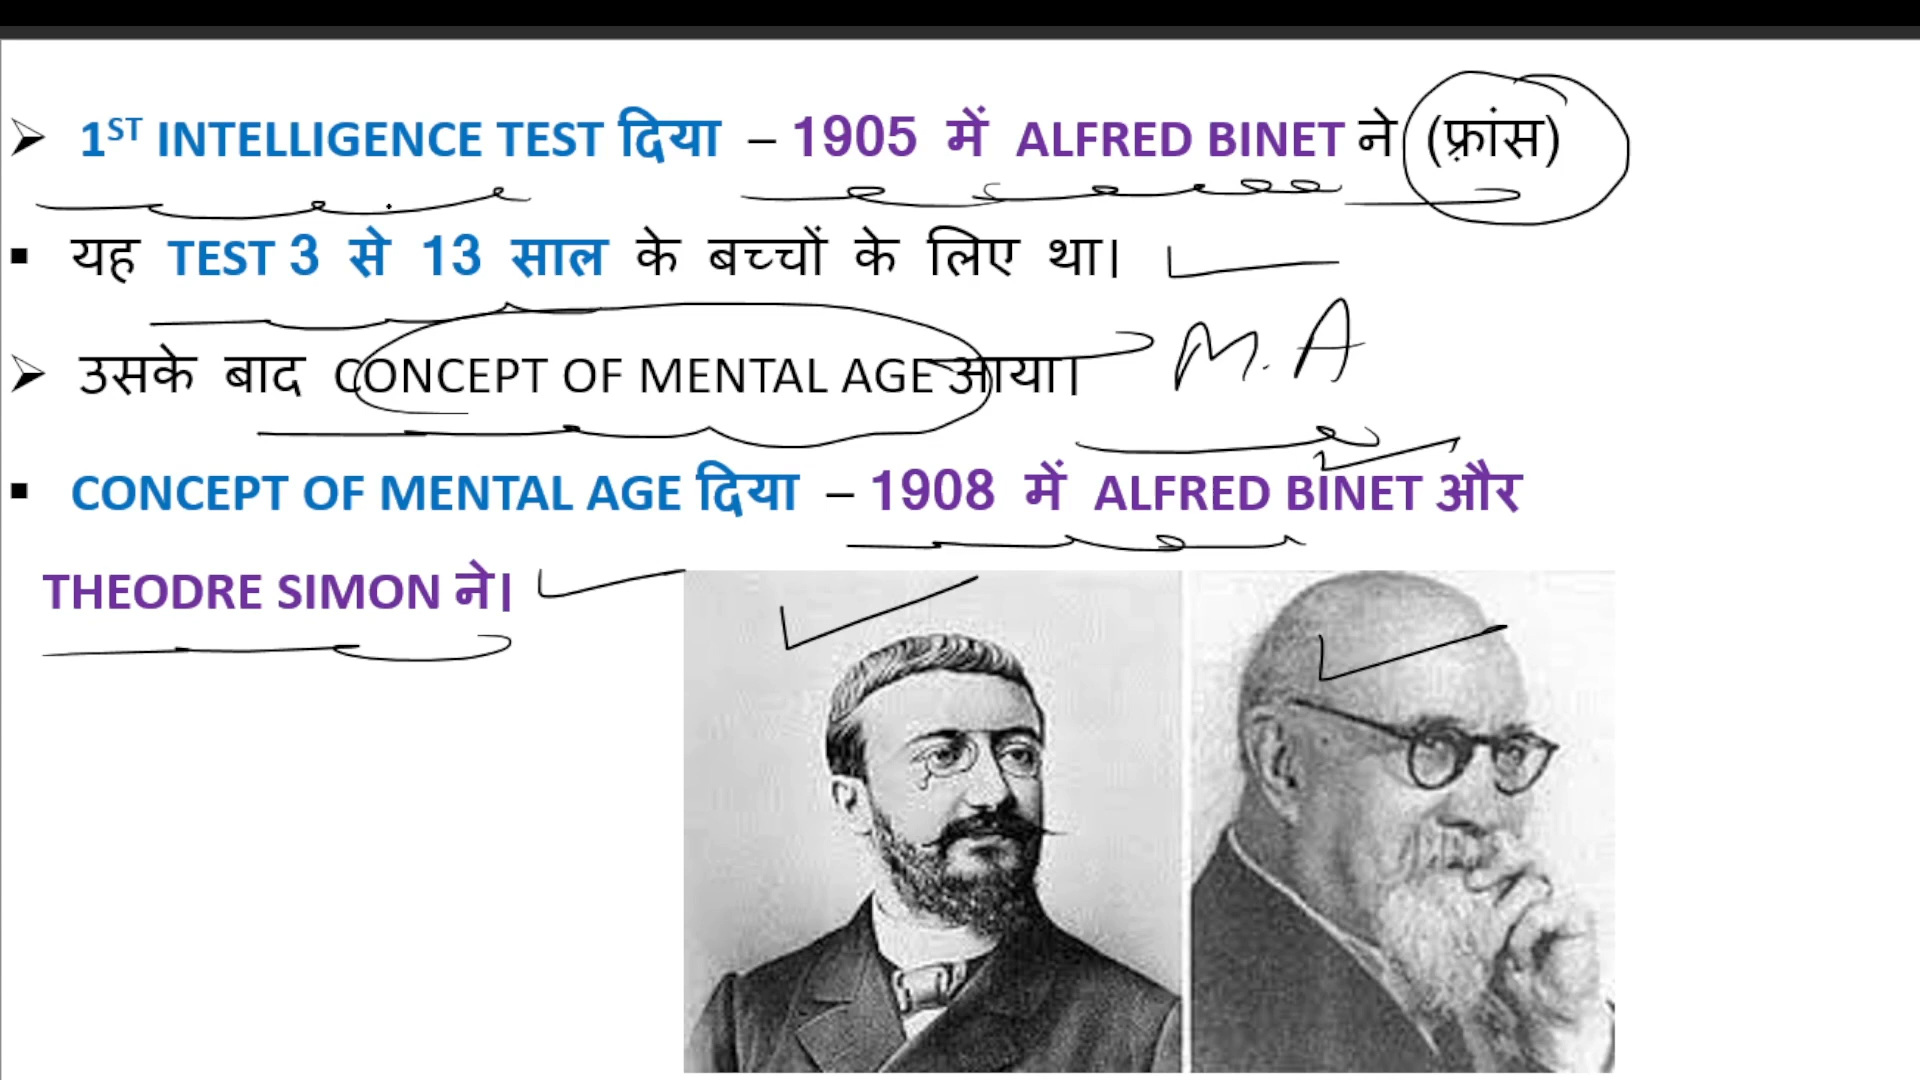 ➢ 1ST INTELLIGENCE TEST दिया – 1905 में ALFRED BINET ने (फ़्रांस)
▪ यह TEST 3 से 13 साल के बच्चों के लिए था।
➢ उसके बाद CONCEPT OF MENTAL AGE आया। M.A
▪ CONCEPT OF MENTAL AGE दिया – 1908 में ALFRED BINET और
THEODRE SIMON ने।